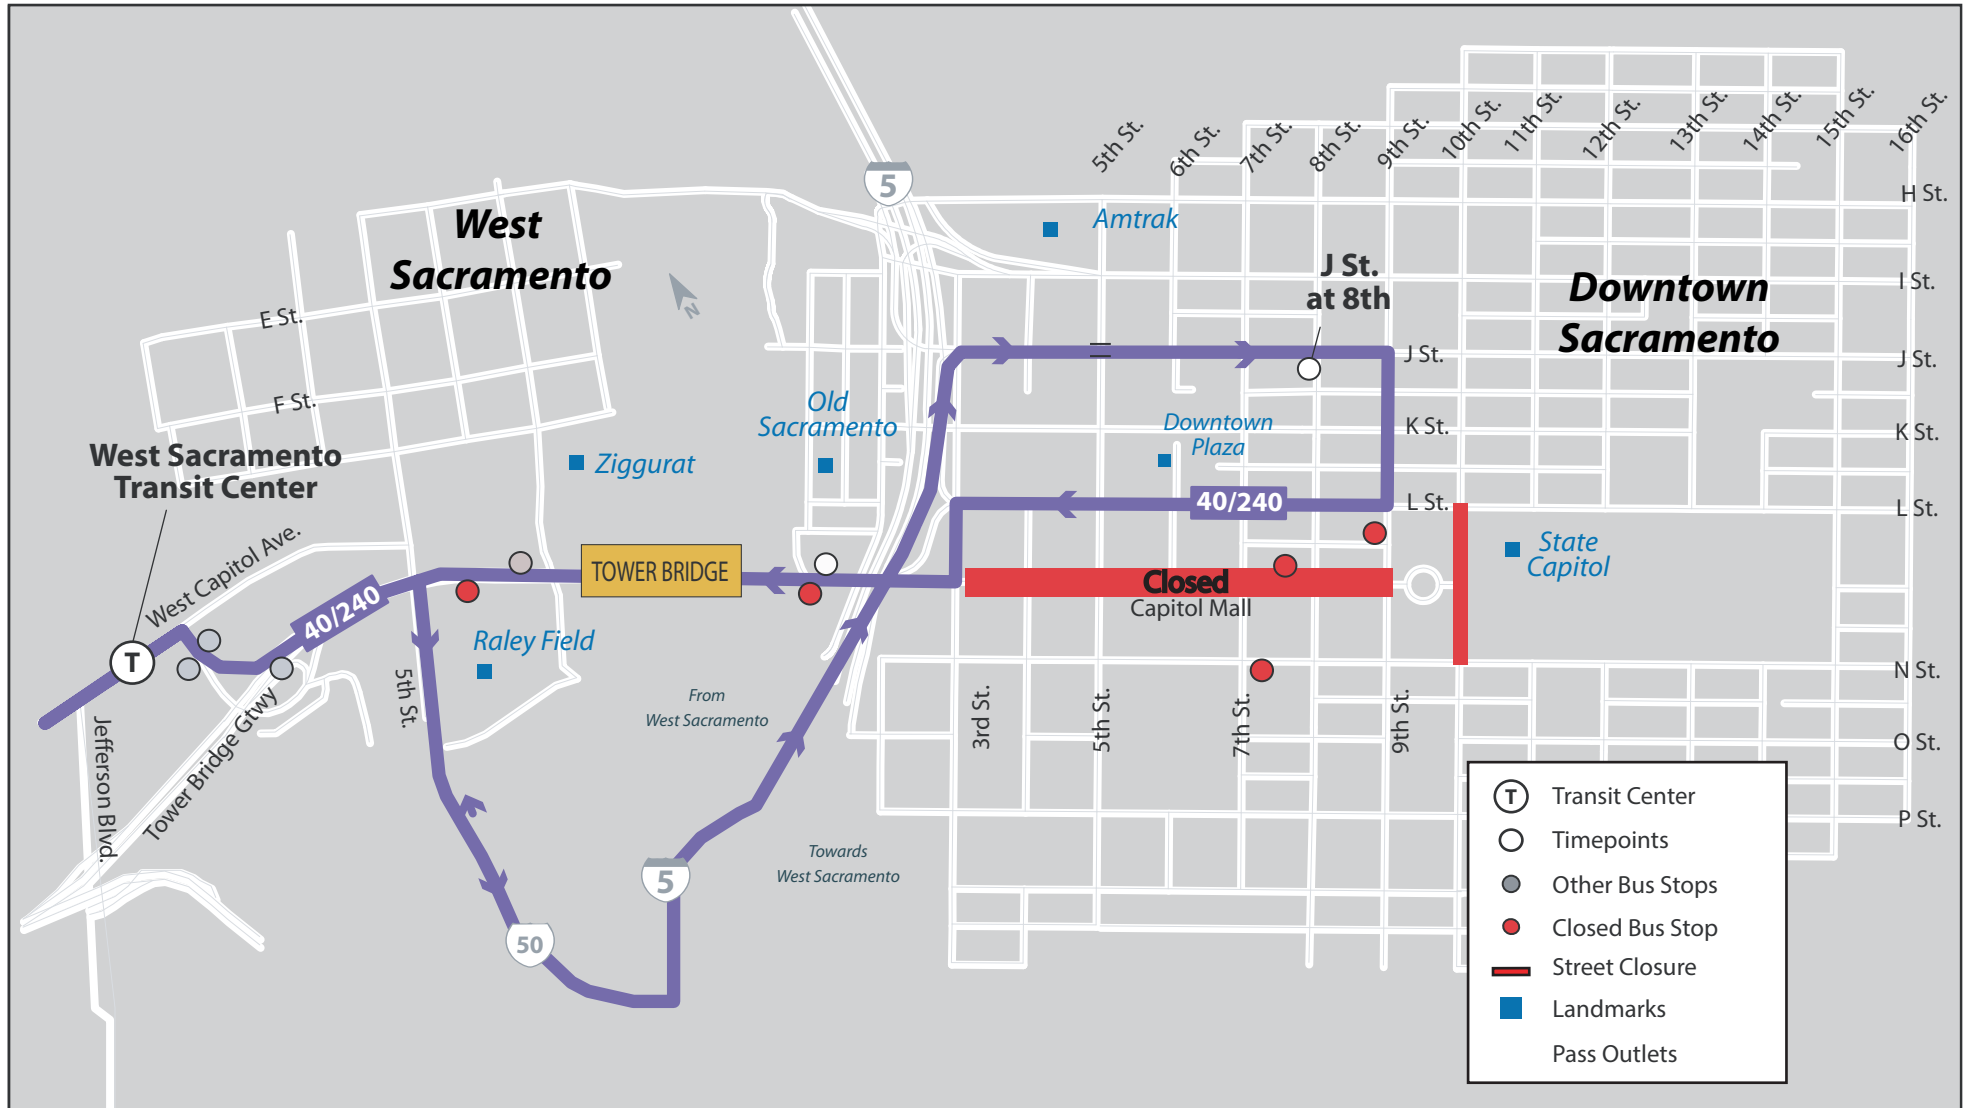 5th St.
6th St.
7th St.
8th St.
9th St.
10th St.
11th St.
12th St.
13th St.
14th St.
15th St.
16th St.
5
H St.
West
Sacramento
Amtrak
N
J St.
at 8th
Downtown
Sacramento
I St.
E St.
J St.
J St.
F St.
Old
Sacramento
Downtown
Plaza
K St.
K St.
West Sacramento
Transit Center
Ziggurat
40/240
L St.
L St.
West Capitol Ave.
TOWER BRIDGE
State
Capitol
Closed
Capitol Mall
40/240
Raley Field
T
5th St.
From
West Sacramento
N St.
3rd St.
5th St.
7th St.
9th St.
Jefferson Blvd.
Tower Bridge Gtwy
O St.
P St.
Towards
West Sacramento
5
50
T Transit Center
Timepoints
Other Bus Stops
Closed Bus Stop
Street Closure
Landmarks
Pass Outlets